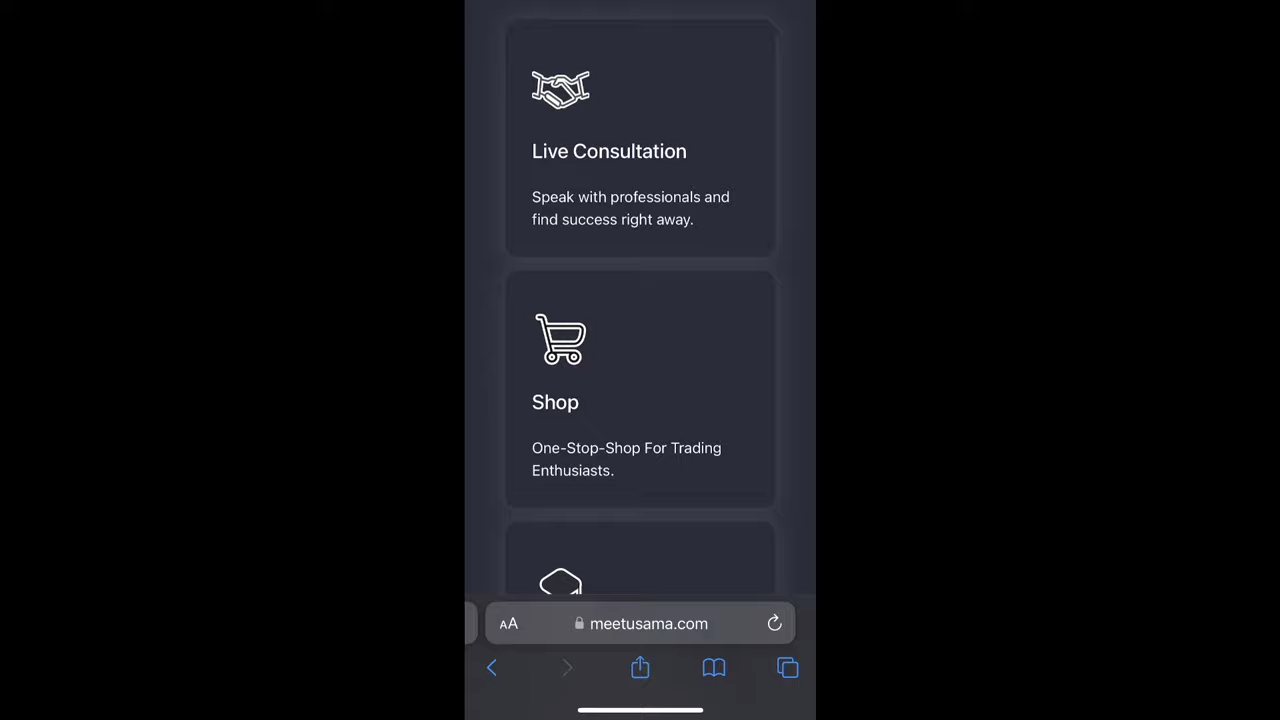 Live Consultation
Speak with professionals and
find success right away.
Shop
One-Stop-Shop For Trading
Enthusiasts.
AA
meetusama.com